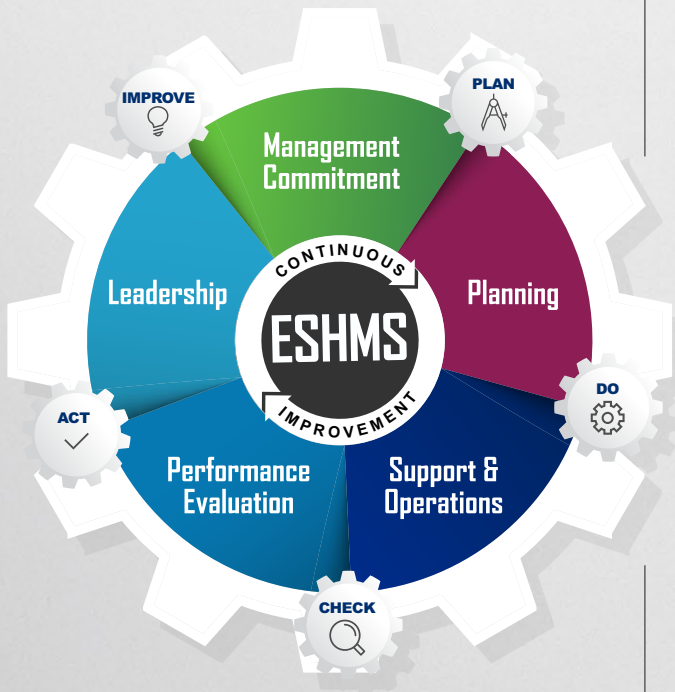 IMPROVE
PLAN
Management
Commitment
Leadership
Planning
CONTINUOUS
ESHMS
IMPROVEMENT
ACT
DO
Performance
Evaluation
Support &
Operations
CHECK